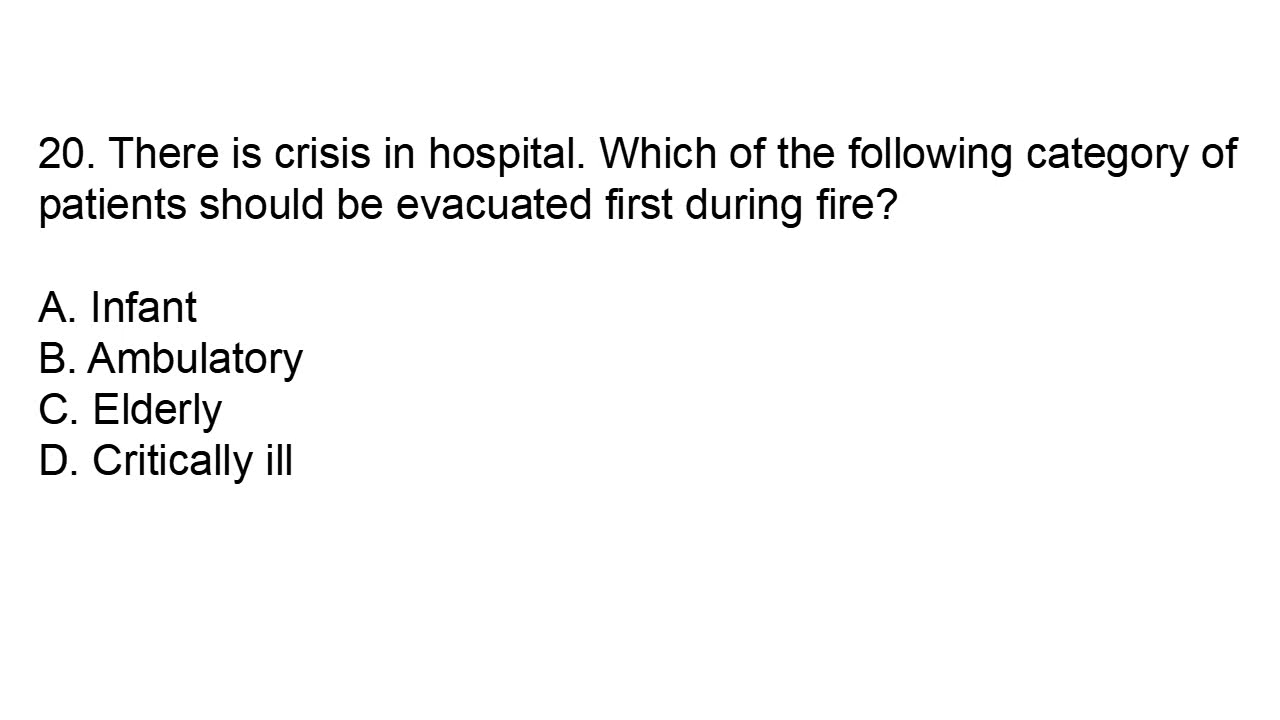 20. There is crisis in hospital. Which of the following category of
patients should be evacuated first during fire?
A. Infant
B. Ambulatory
C. Elderly
D. Critically ill